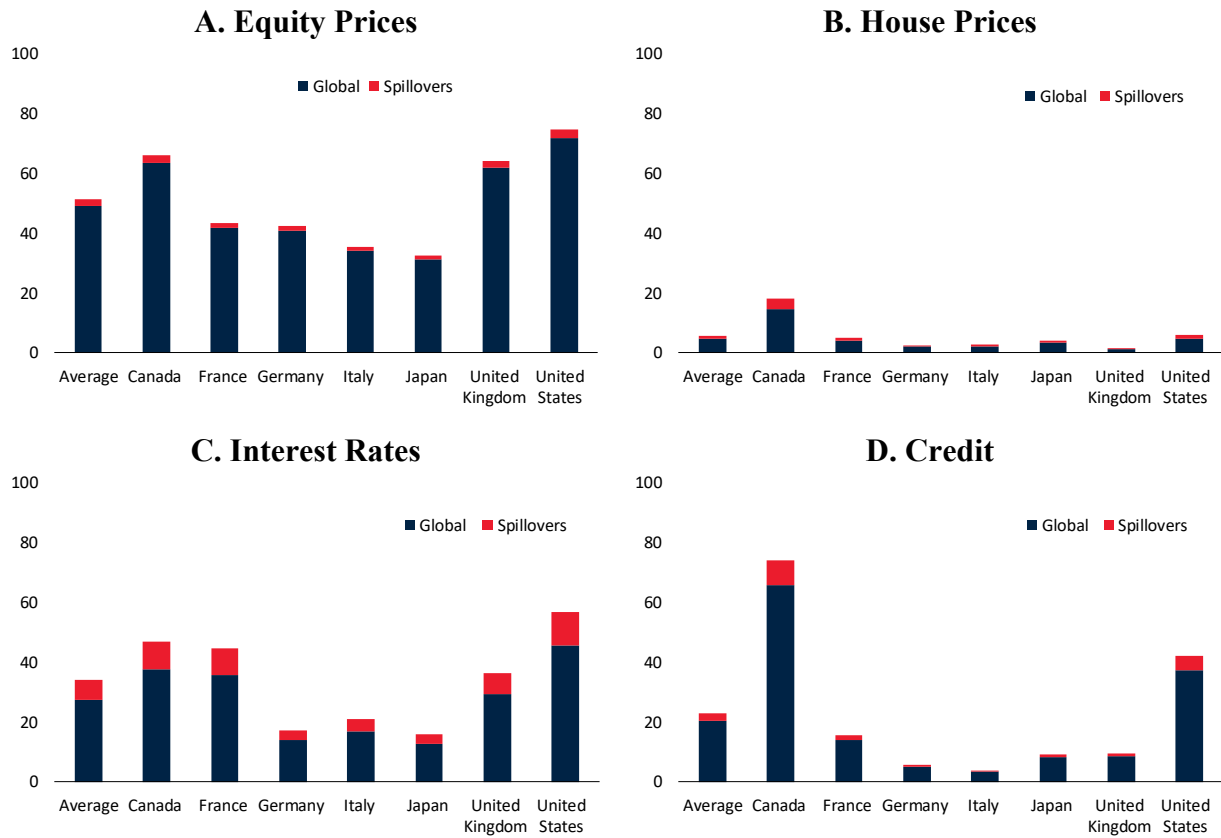 A. Equity Prices
100
80
60
40
20
0
Global Spillovers
Average Canada France Germany Italy Japan United Kingdom United States
B. House Prices
100
80
60
40
20
0
Global Spillovers
Average Canada France Germany Italy Japan United Kingdom United States
C. Interest Rates
100
80
60
40
20
0
Global Spillovers
Average Canada France Germany Italy Japan United Kingdom United States
D. Credit
100
80
60
40
20
0
Global Spillovers
Average Canada France Germany Italy Japan United Kingdom United States